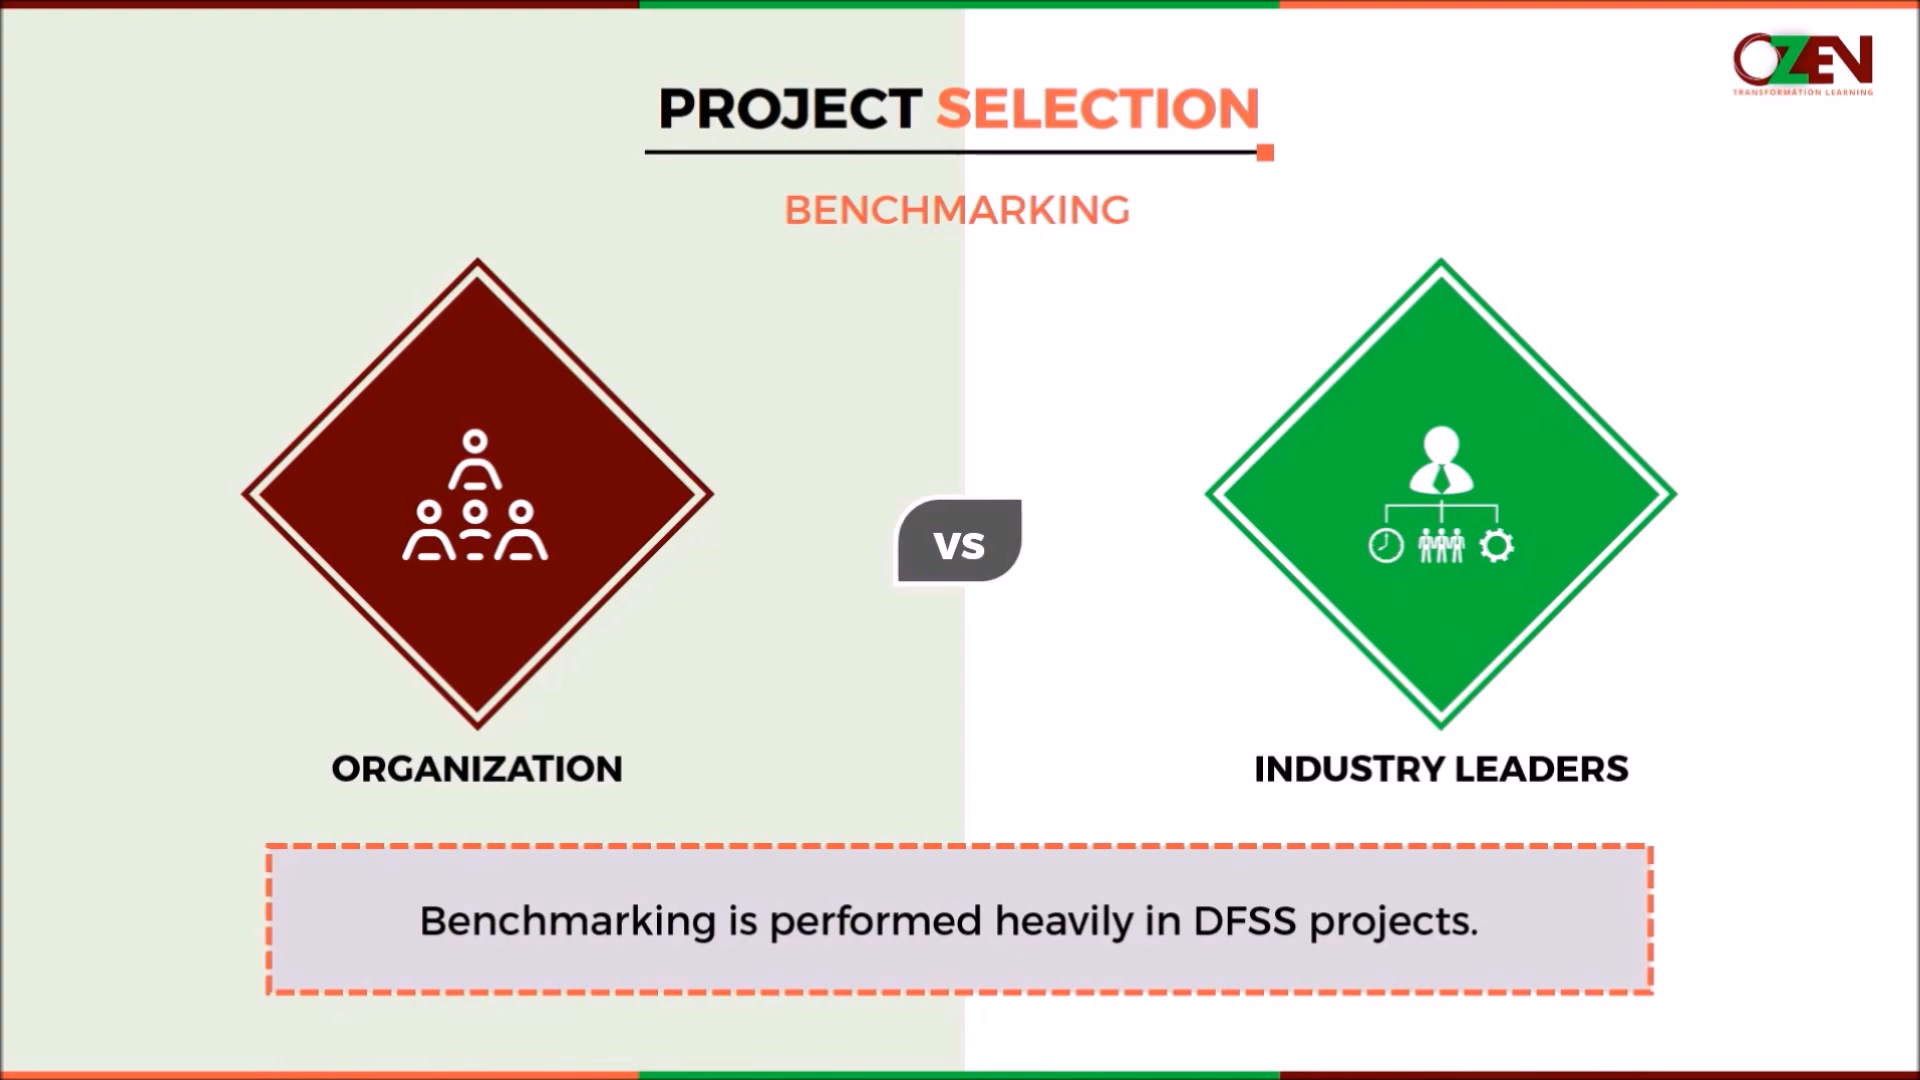 OZEN
TRANSFORMATION LEARNING
PROJECT SELECTION
BENCHMARKING
VS
ORGANIZATION
INDUSTRY LEADERS
Benchmarking is performed heavily in DFSS projects.